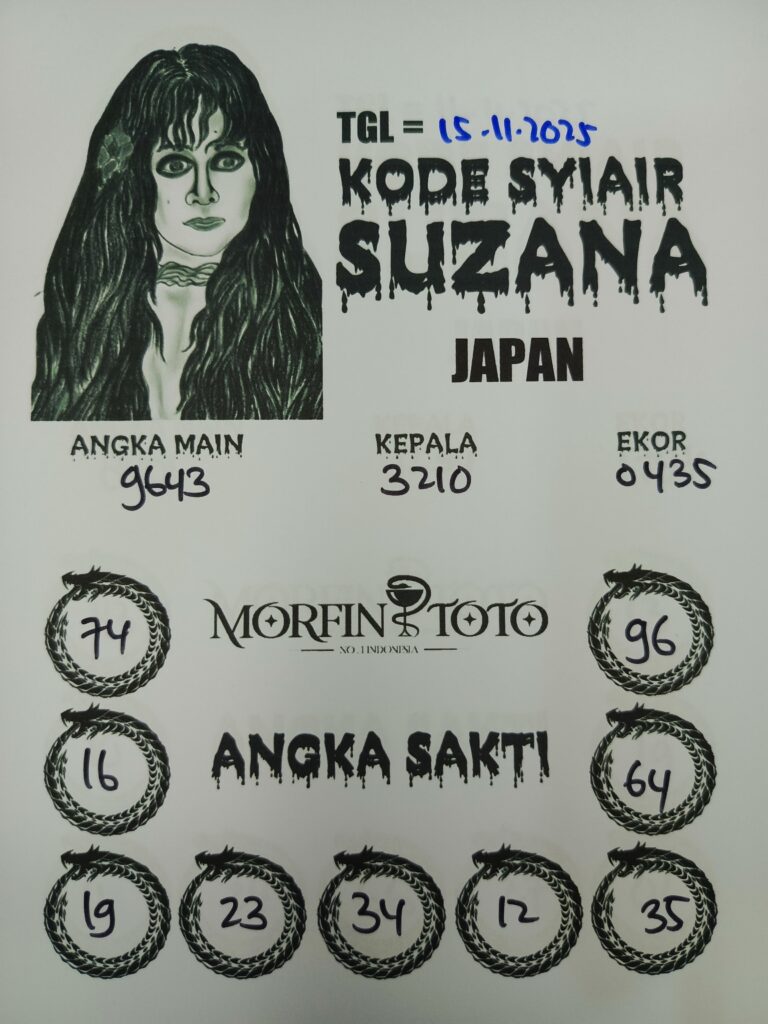 TGL = 15.11.2025
KODE SYIAIR
SUZANA
JAPAN
ANGKA MAIN KEPALA EKOR
9643 3210 0435
74 MORFIN TOTO 96
NO.1 INDONESIA
16 ANGKA SAKTI 64
19 23 34 12 35